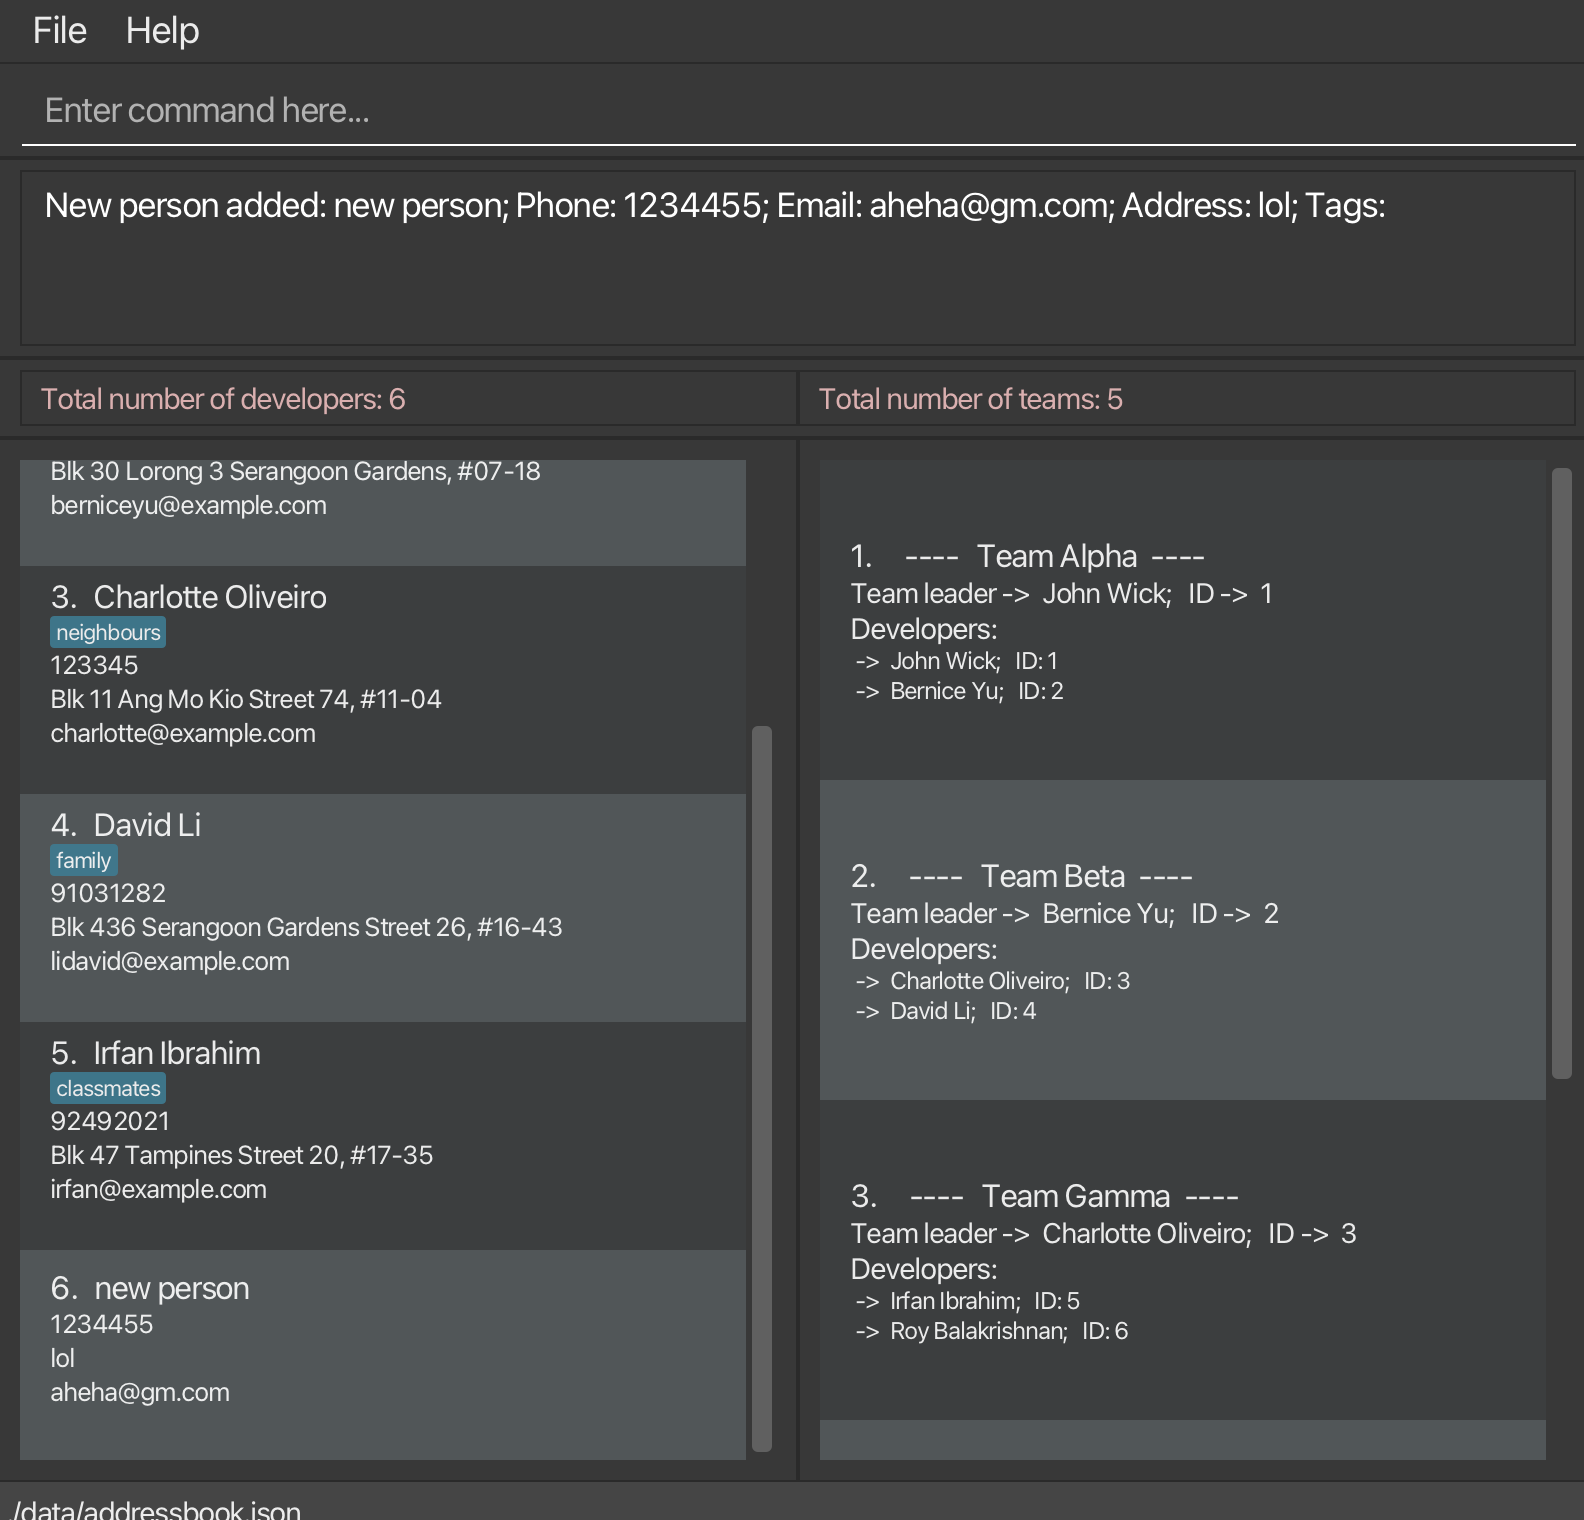 File Help
Enter command here...
New person added: new person; Phone: 1234455; Email: aheha@gm.com; Address: lol; Tags:
Total number of developers: 6
Total number of teams: 5
Blk 30 Lorong 3 Serangoon Gardens, #07-18
berniceyu@example.com
3. Charlotte Oliveiro
neighbours
123345
Blk 11 Ang Mo Kio Street 74, #11-04
charlotte@example.com
4. David Li
family
91031282
Blk 436 Serangoon Gardens Street 26, #16-43
lidavid@example.com
5. Irfan Ibrahim
classmates
92492021
Blk 47 Tampines Street 20, #17-35
irfan@example.com
6. new person
1234455
lol
aheha@gm.com
1. ---- Team Alpha ----
Team leader -> John Wick; ID -> 1
Developers:
-> John Wick; ID: 1
-> Bernice Yu; ID: 2
2. ---- Team Beta ----
Team leader -> Bernice Yu; ID -> 2
Developers:
-> Charlotte Oliveiro; ID: 3
-> David Li; ID: 4
3. ---- Team Gamma ----
Team leader -> Charlotte Oliveiro; ID -> 3
Developers:
-> Irfan Ibrahim; ID: 5
-> Roy Balakrishnan; ID: 6
./data/addressbook.json